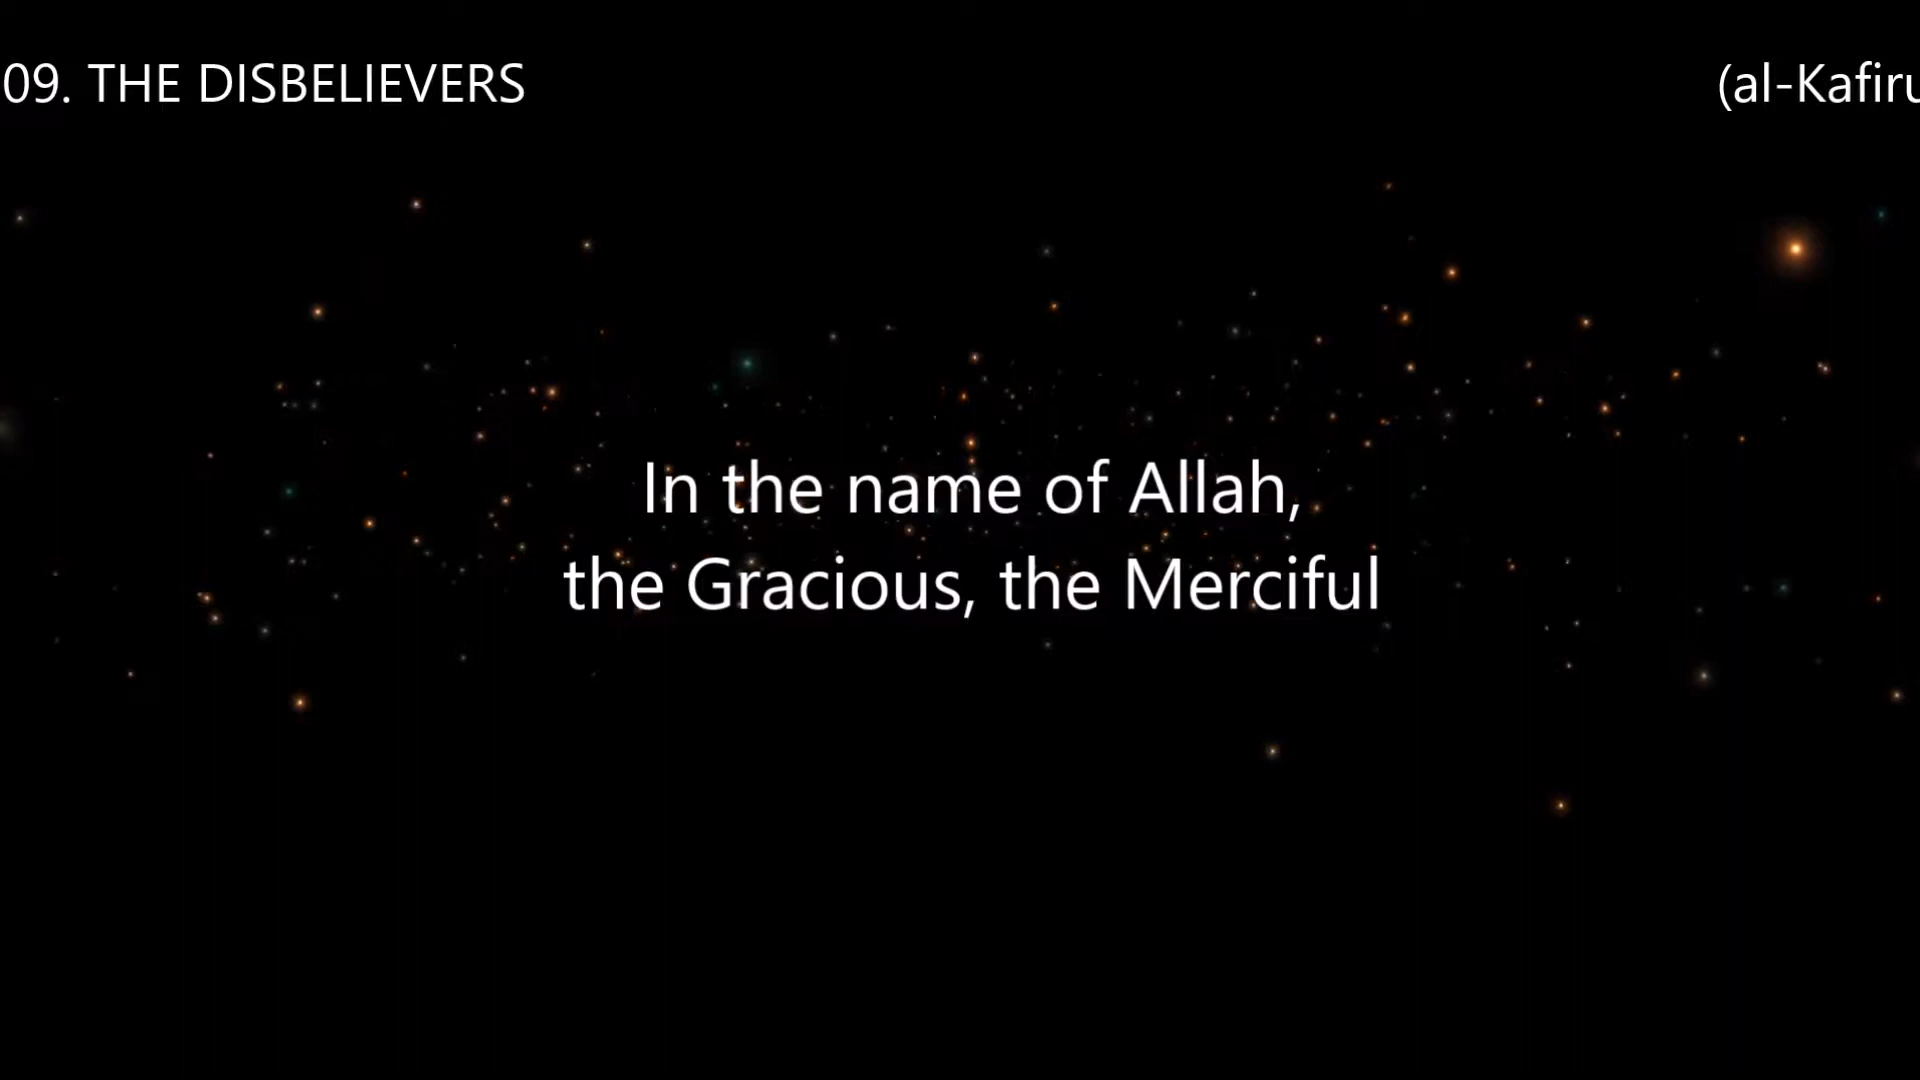 09. THE DISBELIEVERS (al-Kafiru
In the name of Allah,
the Gracious, the Merciful